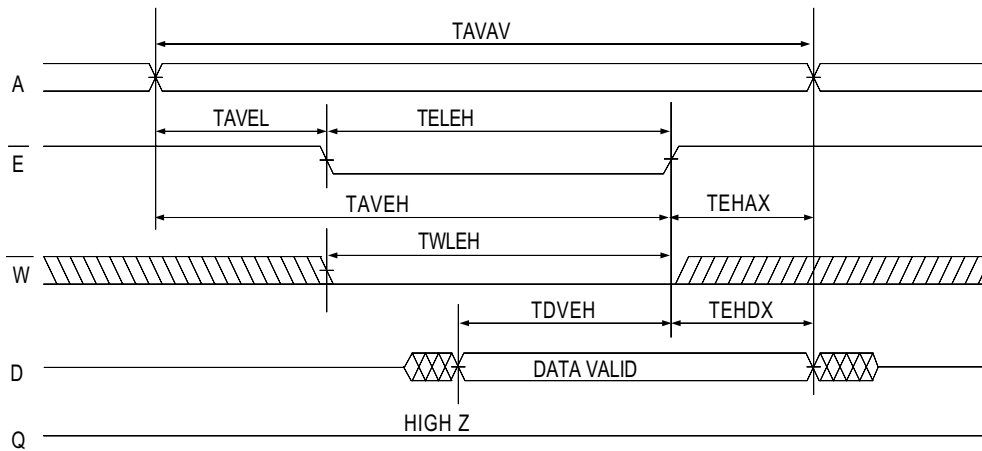 TAVAV
A
TAVEL TELEH
E
TAVEH TEHAX
TWLEH
W
TDVEH TEHDX
D DATA VALID
HIGH Z
Q